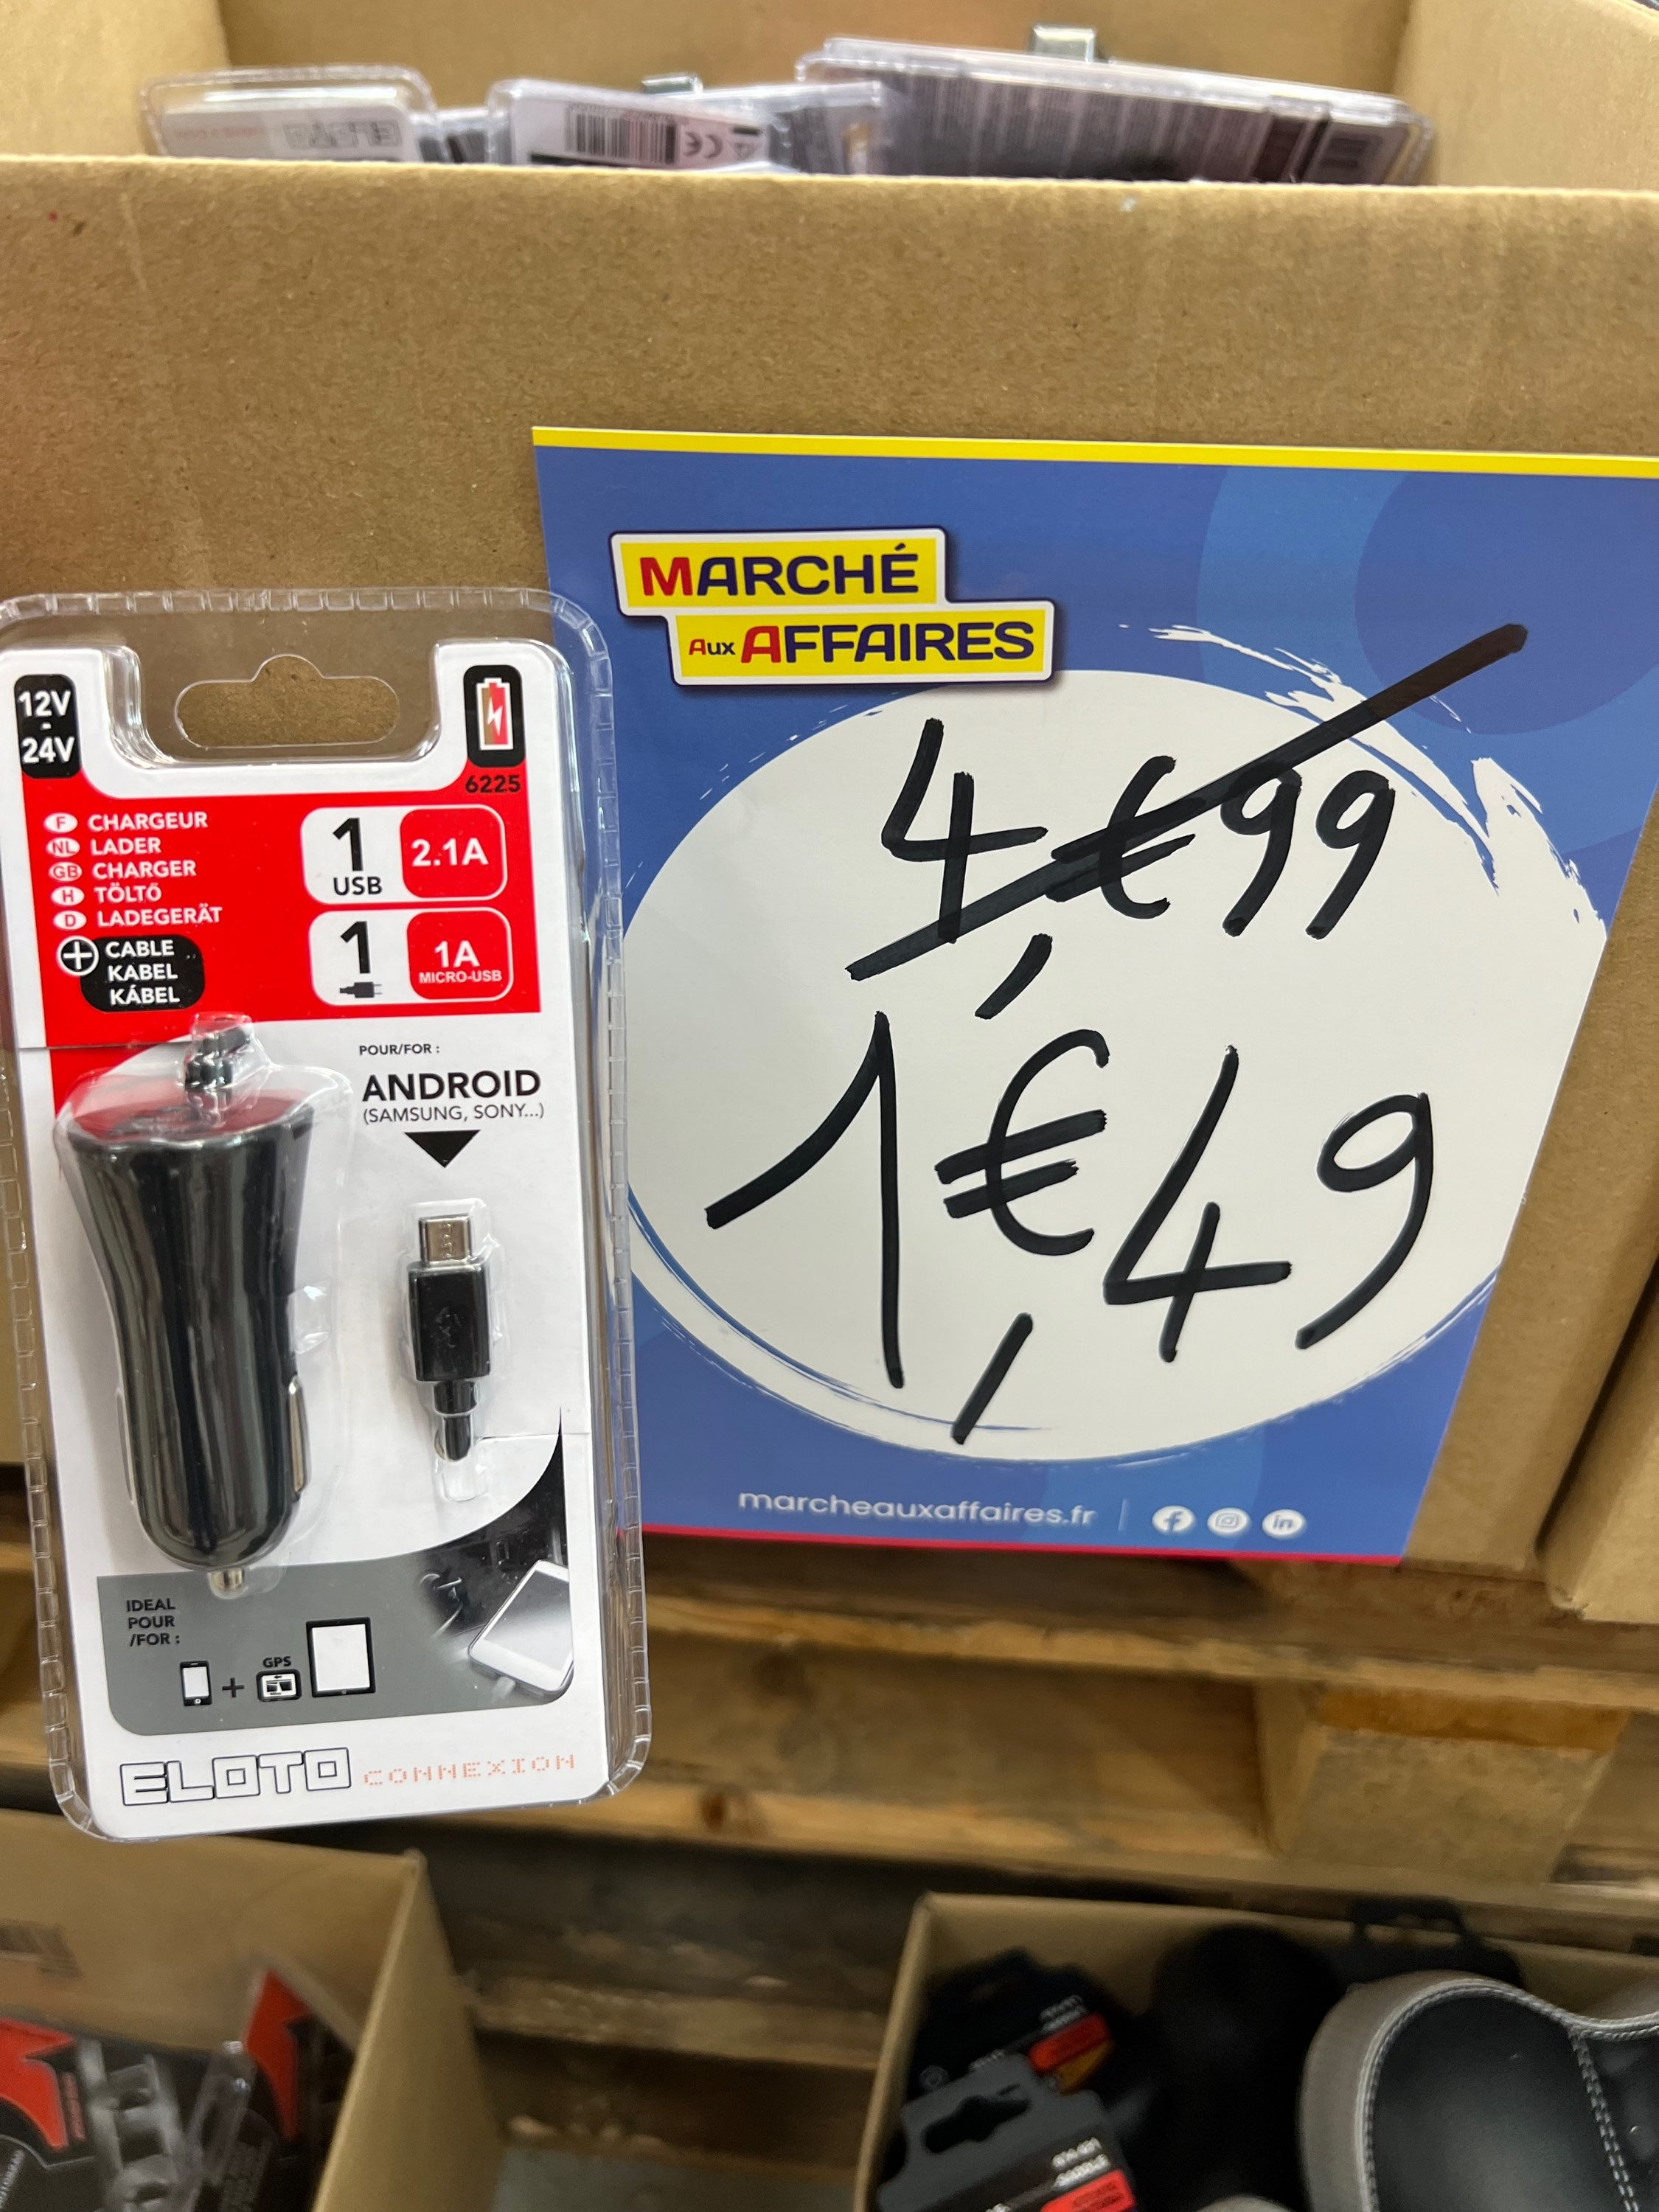 MARCHÉ
AUX AFFAIRES
4,€99
1,€49
marcheauxaffaires.fr
12V
-
24V
6225
F CHARGEUR
NL LADER
GB CHARGER
H TÖLTŐ
D LADEGERÄT
CABLE
KABEL
KÁBEL
1
USB
2.1A
1
1A
MICRO-USB
POUR/FOR :
ANDROID
(SAMSUNG, SONY...)
IDEAL
POUR
/FOR :
GPS
ELOTO CONNEXION